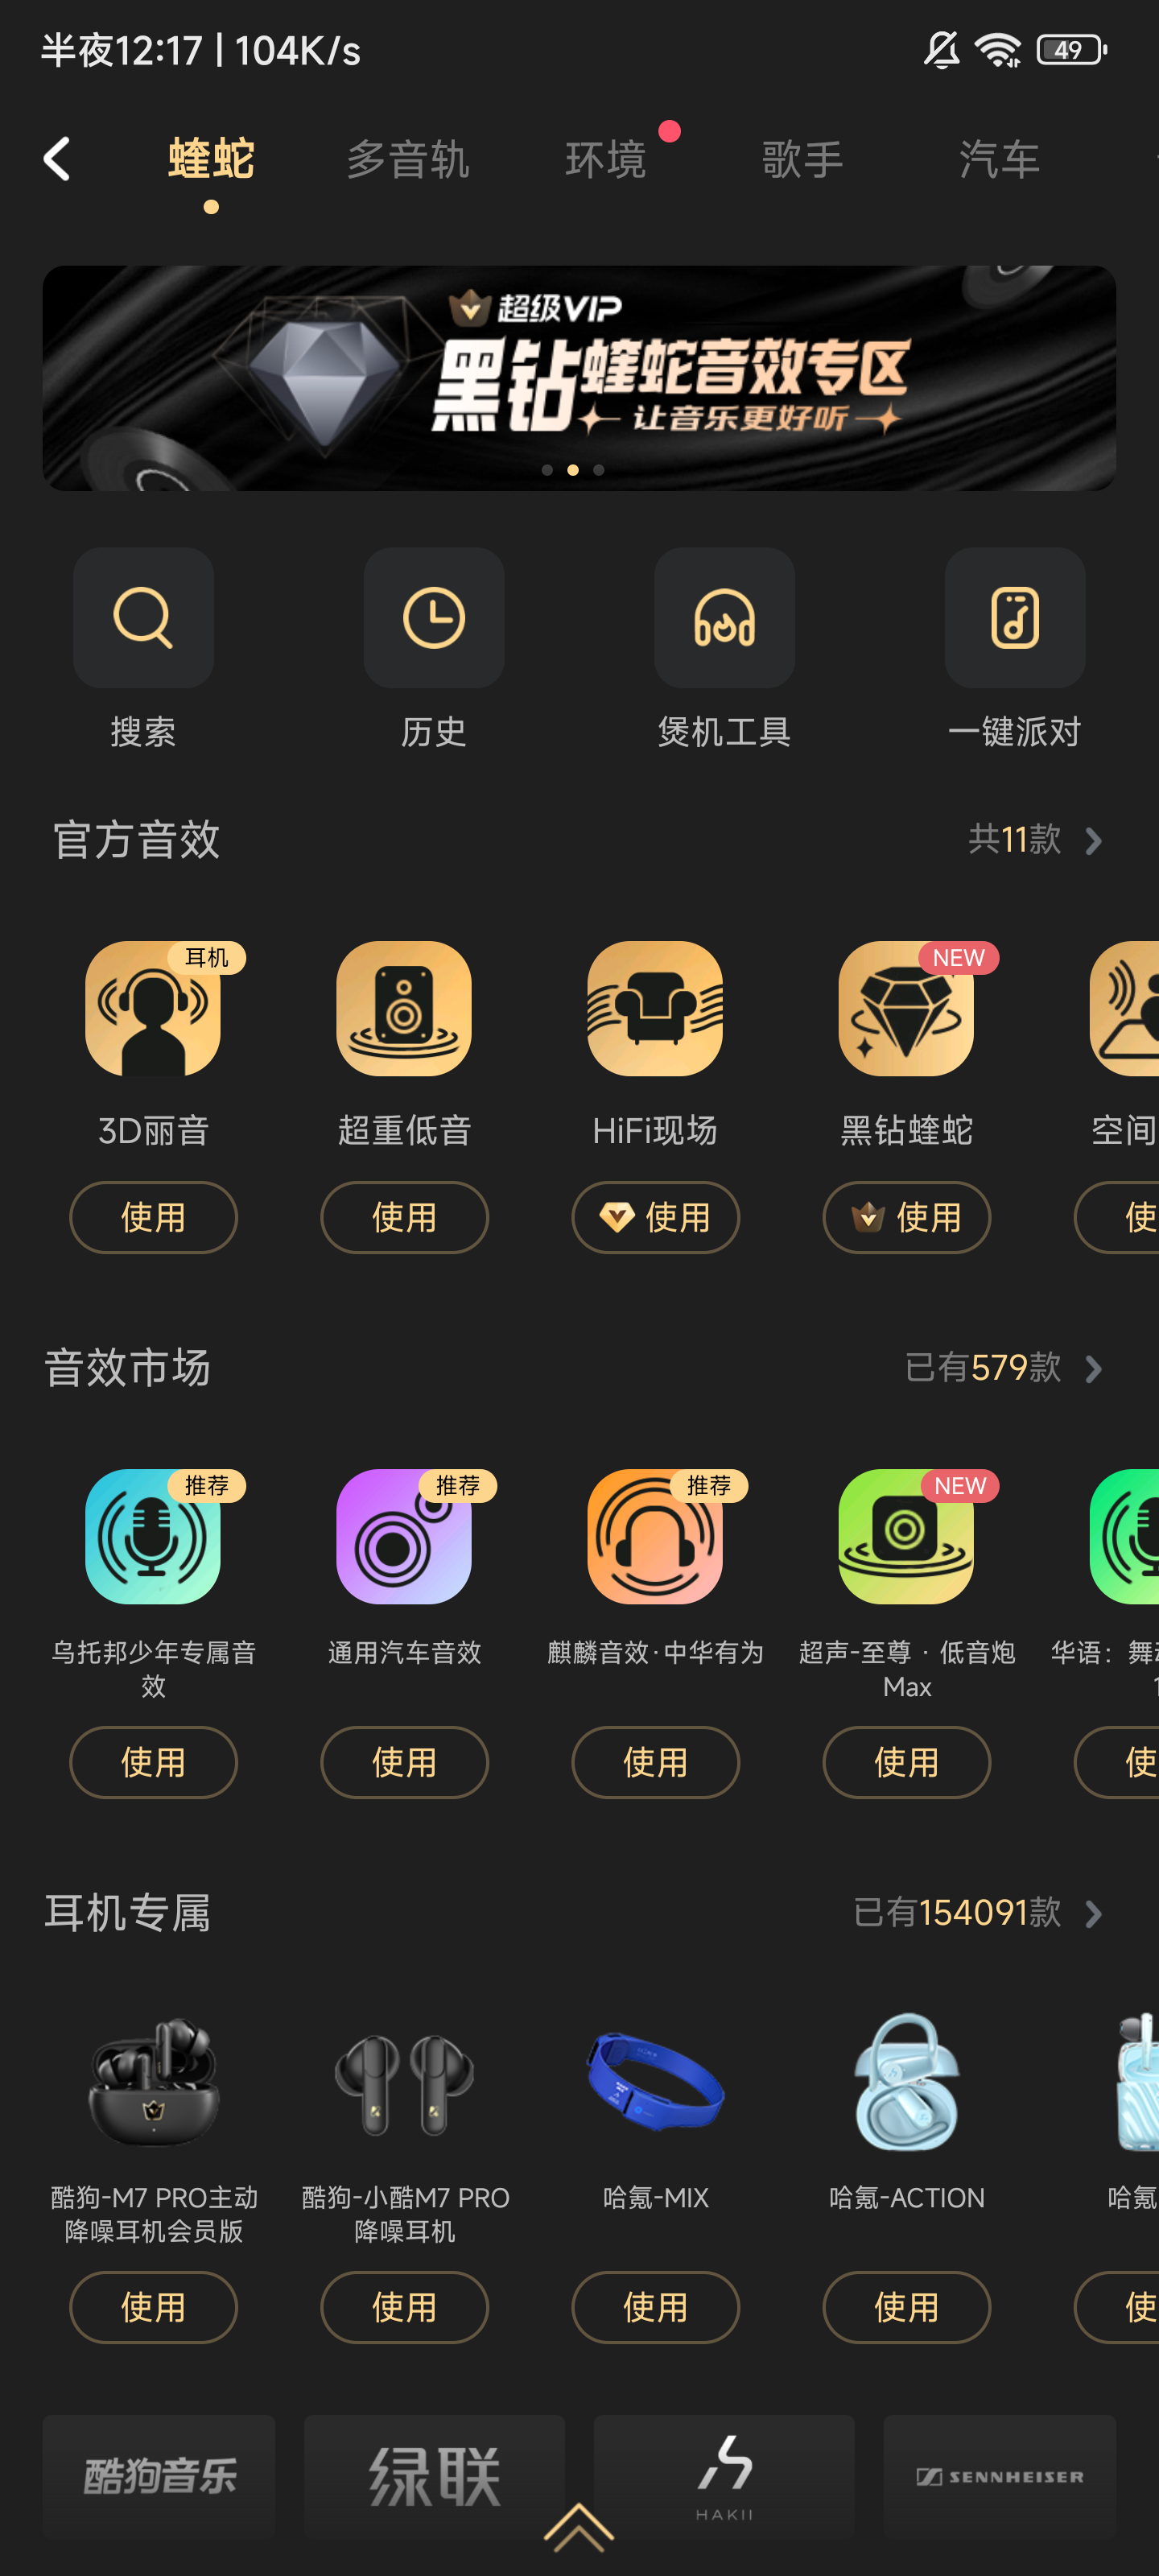 半夜12:17 | 104K/s
49
蝰蛇
多音轨
环境
歌手
汽车
超级VIP
黑钻蝰蛇音效专区
让音乐更好听
搜索
历史
煲机工具
一键派对
官方音效
共11款
耳机
NEW
3D丽音
超重低音
HiFi现场
黑钻蝰蛇
空间
使用
使用
使用
使用
使
音效市场
已有579款
推荐
推荐
推荐
NEW
乌托邦少年专属音
效
通用汽车音效
麒麟音效·中华有为
超声-至尊 · 低音炮
Max
华语：舞
使用
使用
使用
使用
使
耳机专属
已有154091款
酷狗-M7 PRO主动
降噪耳机会员版
酷狗-小酷M7 PRO
降噪耳机
哈氪-MIX
哈氪-ACTION
哈氪
使用
使用
使用
使用
使
酷狗音乐
绿联
HAKII
SENNHEISER